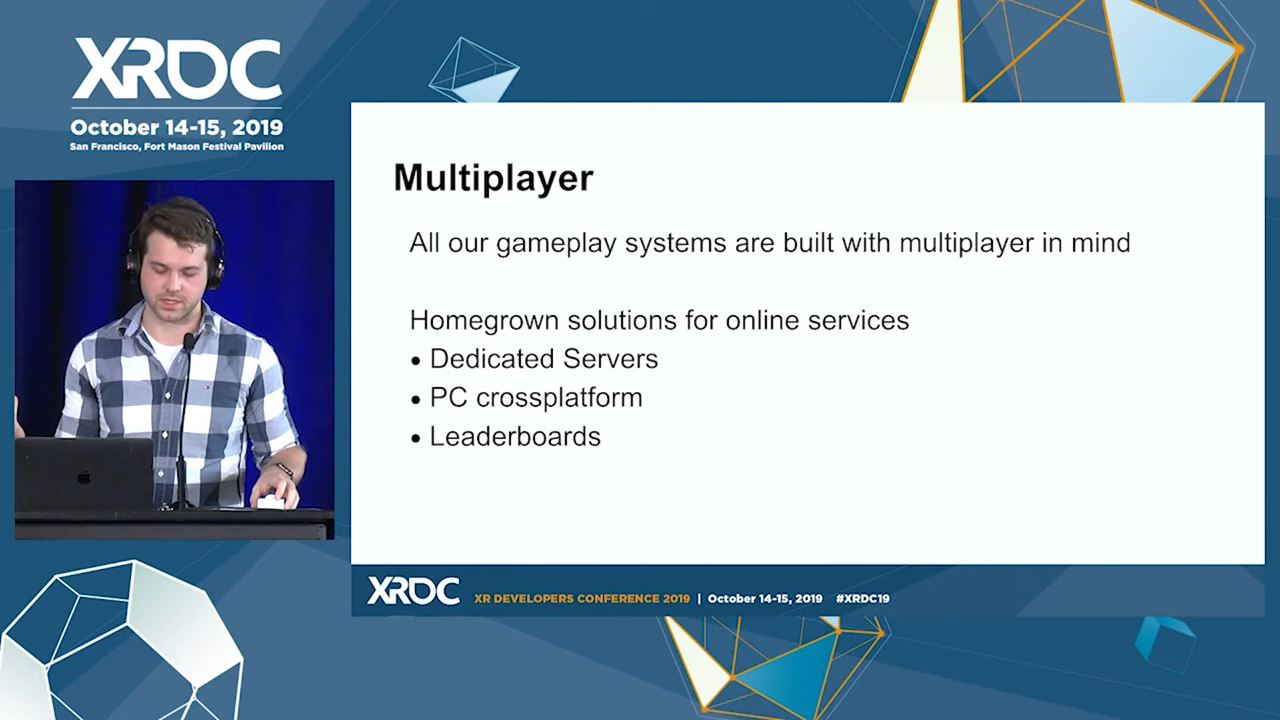 XRDC
October 14-15, 2019
San Francisco, Fort Mason Festival Pavilion
Multiplayer
All our gameplay systems are built with multiplayer in mind
Homegrown solutions for online services
• Dedicated Servers
• PC crossplatform
• Leaderboards
XRDC XR DEVELOPERS CONFERENCE 2019 | October 14-15, 2019 #XRDC19